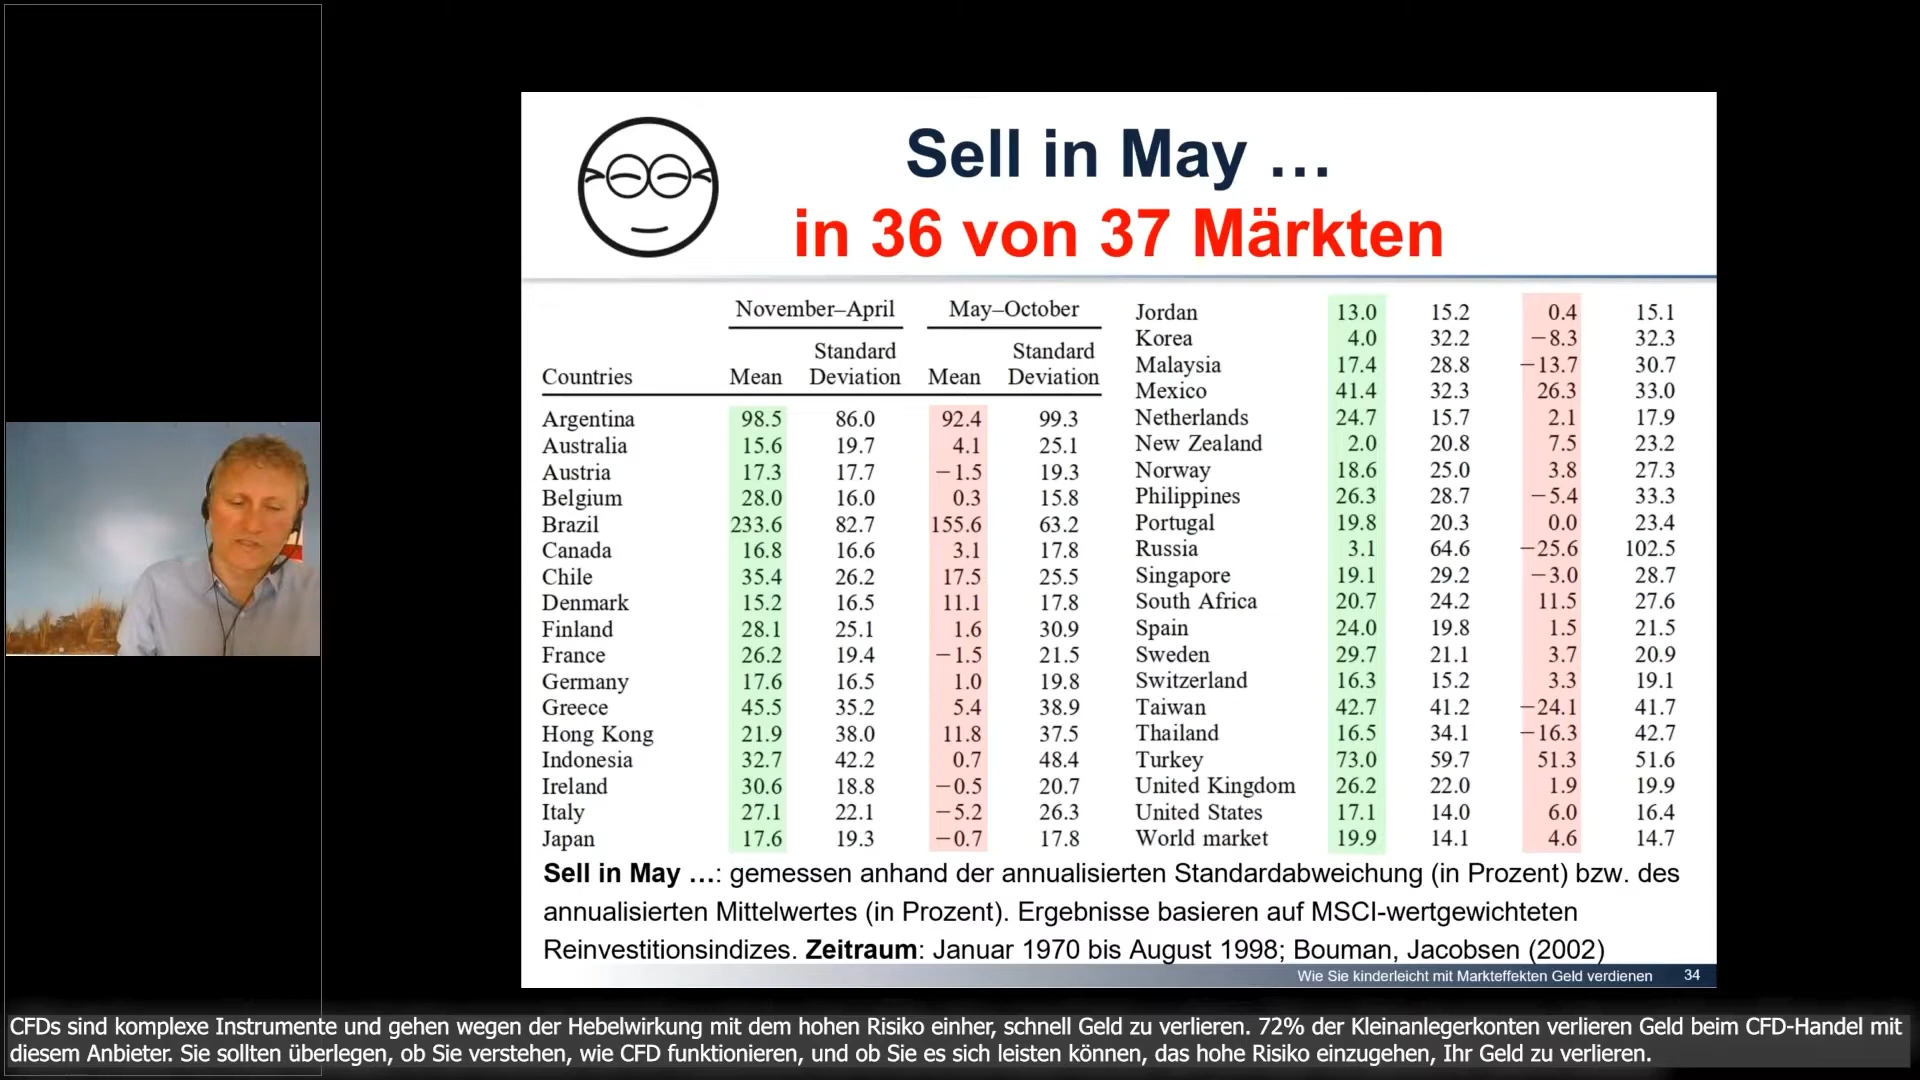 Sell in May …
in 36 von 37 Märkten
November–April May–October
Standard Standard
Countries Mean Deviation Mean Deviation
Argentina 98.5 86.0 92.4 99.3
Australia 15.6 19.7 4.1 25.1
Austria 17.3 17.7 −1.5 19.3
Belgium 28.0 16.0 0.3 15.8
Brazil 233.6 82.7 155.6 63.2
Canada 16.8 16.6 3.1 17.8
Chile 35.4 26.2 17.5 25.5
Denmark 15.2 16.5 11.1 17.8
Finland 28.1 25.1 1.6 30.9
France 26.2 19.4 −1.5 21.5
Germany 17.6 16.5 1.0 19.8
Greece 45.5 35.2 5.4 38.9
Hong Kong 21.9 38.0 11.8 37.5
Indonesia 32.7 42.2 0.7 48.4
Ireland 30.6 18.8 −0.5 20.7
Italy 27.1 22.1 −5.2 26.3
Japan 17.6 19.3 −0.7 17.8
Jordan 13.0 15.2 0.4 15.1
Korea 4.0 32.2 −8.3 32.3
Malaysia 17.4 28.8 −13.7 30.7
Mexico 41.4 32.3 26.3 33.0
Netherlands 24.7 15.7 2.1 17.9
New Zealand 2.0 20.8 7.5 23.2
Norway 18.6 25.0 3.8 27.3
Philippines 26.3 28.7 −5.4 33.3
Portugal 19.8 20.3 0.0 23.4
Russia 3.1 64.6 −25.6 102.5
Singapore 19.1 29.2 −3.0 28.7
South Africa 20.7 24.2 11.5 27.6
Spain 24.0 19.8 1.5 21.5
Sweden 29.7 21.1 3.7 20.9
Switzerland 16.3 15.2 3.3 19.1
Taiwan 42.7 41.2 −24.1 41.7
Thailand 16.5 34.1 −16.3 42.7
Turkey 73.0 59.7 51.3 51.6
United Kingdom 26.2 22.0 1.9 19.9
United States 17.1 14.0 6.0 16.4
World market 19.9 14.1 4.6 14.7
Sell in May …: gemessen anhand der annualisierten Standardabweichung (in Prozent) bzw. des
annualisierten Mittelwertes (in Prozent). Ergebnisse basieren auf MSCI-wertgewichteten
Reinvestitionsindizes. Zeitraum: Januar 1970 bis August 1998; Bouman, Jacobsen (2002)
Wie Sie kinderleicht mit Markteffekten Geld verdienen 34
CFDs sind komplexe Instrumente und gehen wegen der Hebelwirkung mit dem hohen Risiko einher, schnell Geld zu verlieren. 72% der Kleinanlegerkonten verlieren Geld beim CFD-Handel mit
diesem Anbieter. Sie sollten überlegen, ob Sie verstehen, wie CFD funktionieren, und ob Sie es sich leisten können, das hohe Risiko einzugehen, Ihr Geld zu verlieren.